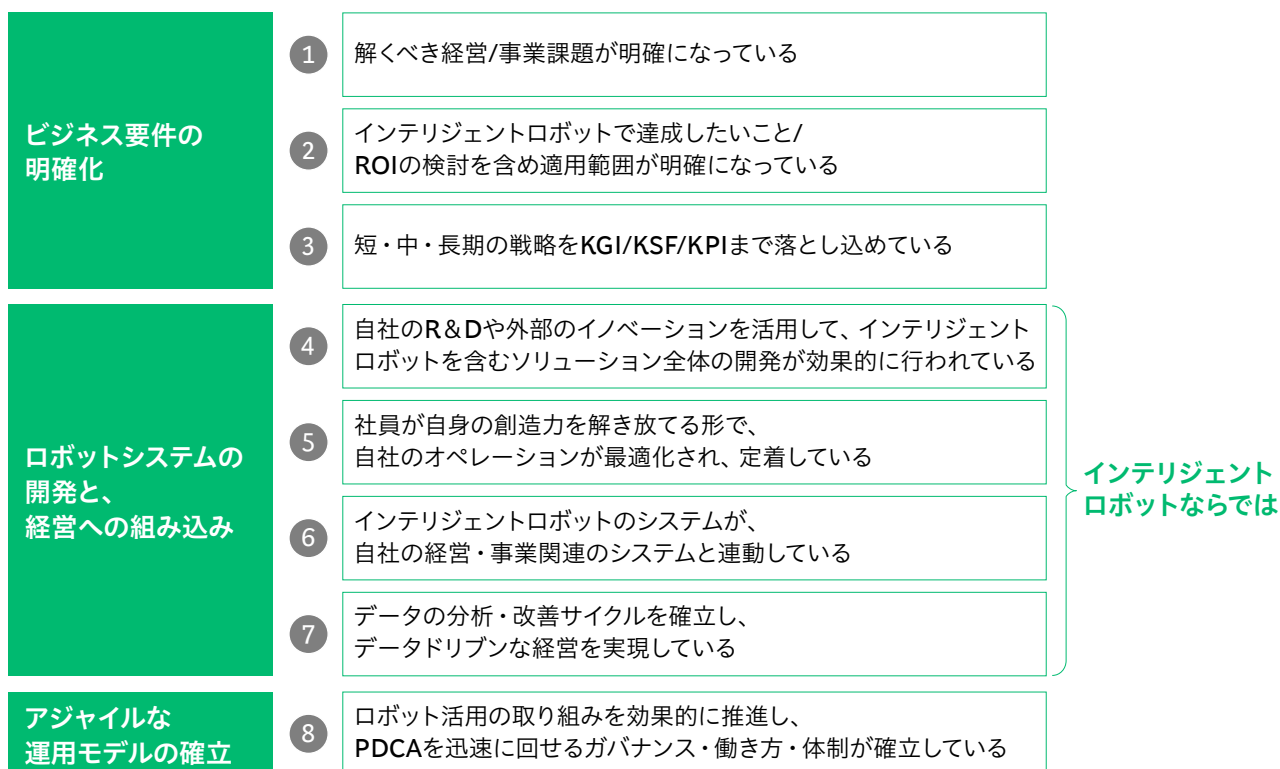 ビジネス要件の
明確化
1
解くべき経営/事業課題が明確になっている
2
インテリジェントロボットで達成したいこと/
ROIの検討を含め適用範囲が明確になっている
3
短・中・長期の戦略をKGI/KSF/KPIまで落とし込めている
ロボットシステムの
開発と、
経営への組み込み
4
自社のR&Dや外部のイノベーションを活用して、インテリジェント
ロボットを含むソリューション全体の開発が効果的に行われている
5
社員が自身の創造力を解き放てる形で、
自社のオペレーションが最適化され、定着している
6
インテリジェントロボットのシステムが、
自社の経営・事業関連のシステムと連動している
7
データの分析・改善サイクルを確立し、
データドリブンな経営を実現している
インテリジェント
ロボットならでは
アジャイルな
運用モデルの確立
8
ロボット活用の取り組みを効果的に推進し、
PDCAを迅速に回せるガバナンス・働き方・体制が確立している